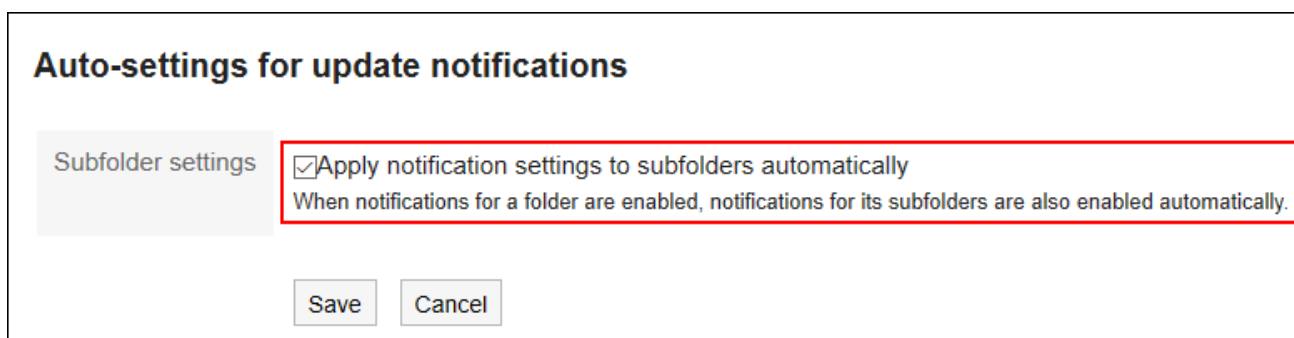 Auto-settings for update notifications
Subfolder settings
Apply notification settings to subfolders automatically
When notifications for a folder are enabled, notifications for its subfolders are also enabled automatically.
Save Cancel